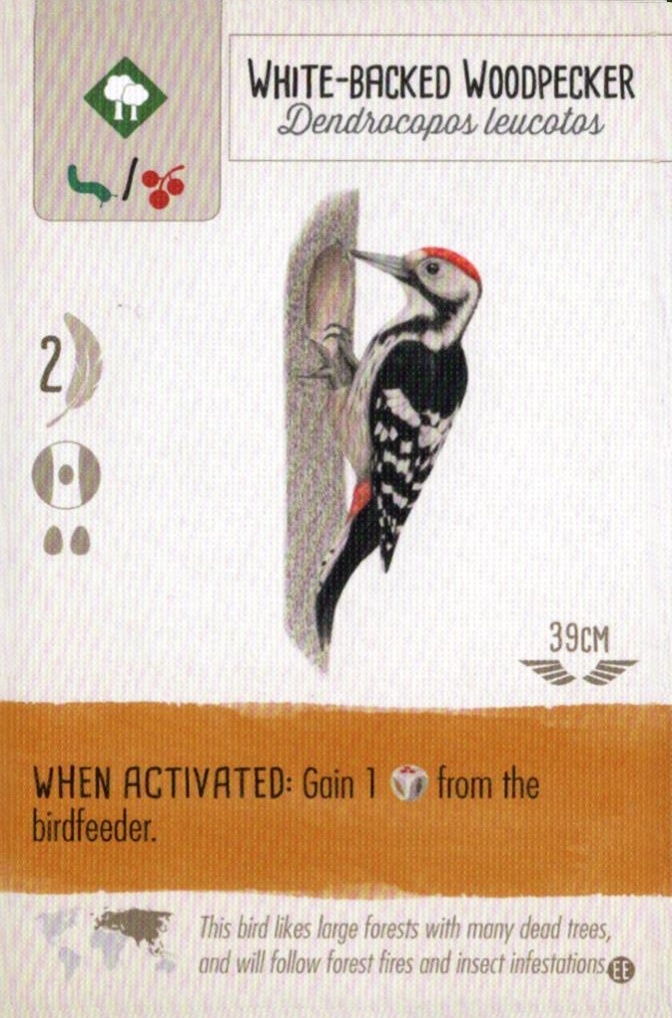 WHITE-BACKED WOODPECKER
Dendrocopos leucotos
/
2
39CM
WHEN ACTIVATED: Gain 1 from the
birdfeeder.
This bird likes large forests with many dead trees,
and will follow forest fires and insect infestations.
EE